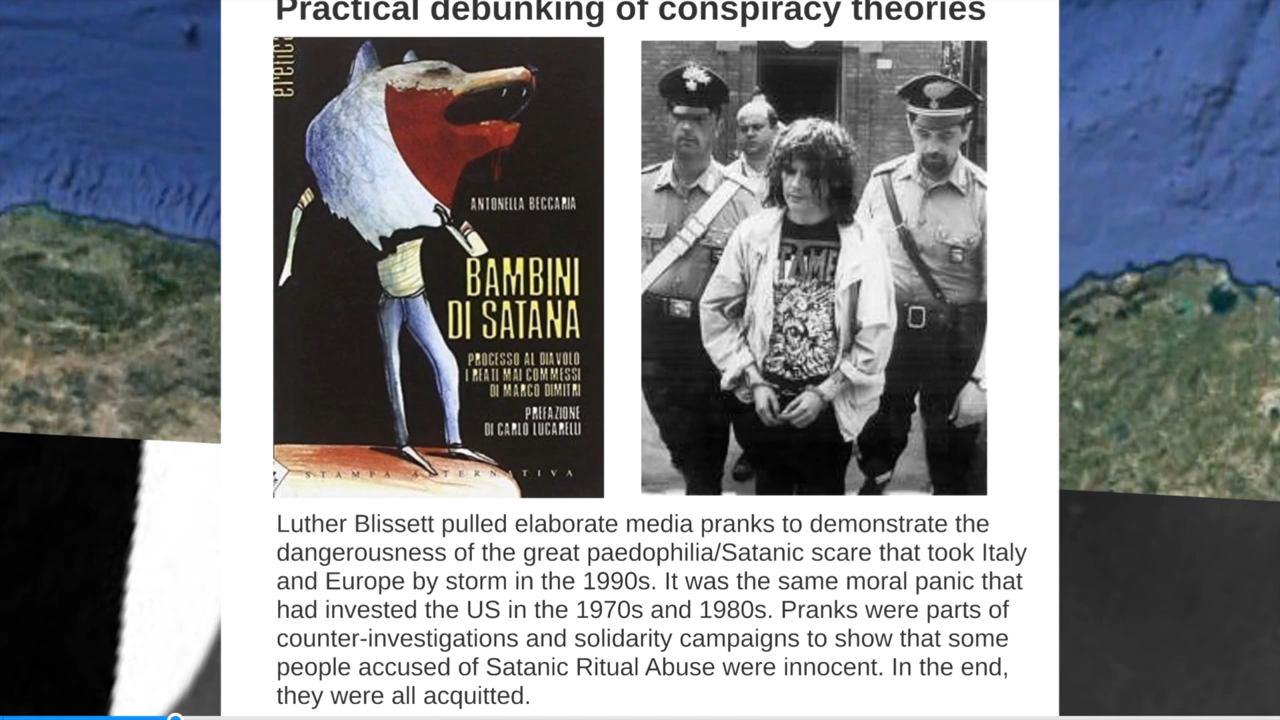 Practical debunking of conspiracy theories
eretica
ANTONELLA BECCARIA
BAMBINI
DI SATANA
PROCESSO AL DIAVOLO
I REATI MAI COMMESSI
DI MARCO DIMITRI
PREFAZIONE
DI CARLO LUCARELLI
STAMPA ALTERNATIVA
Luther Blissett pulled elaborate media pranks to demonstrate the
dangerousness of the great paedophilia/Satanic scare that took Italy
and Europe by storm in the 1990s. It was the same moral panic that
had invested the US in the 1970s and 1980s. Pranks were parts of
counter-investigations and solidarity campaigns to show that some
people accused of Satanic Ritual Abuse were innocent. In the end,
they were all acquitted.